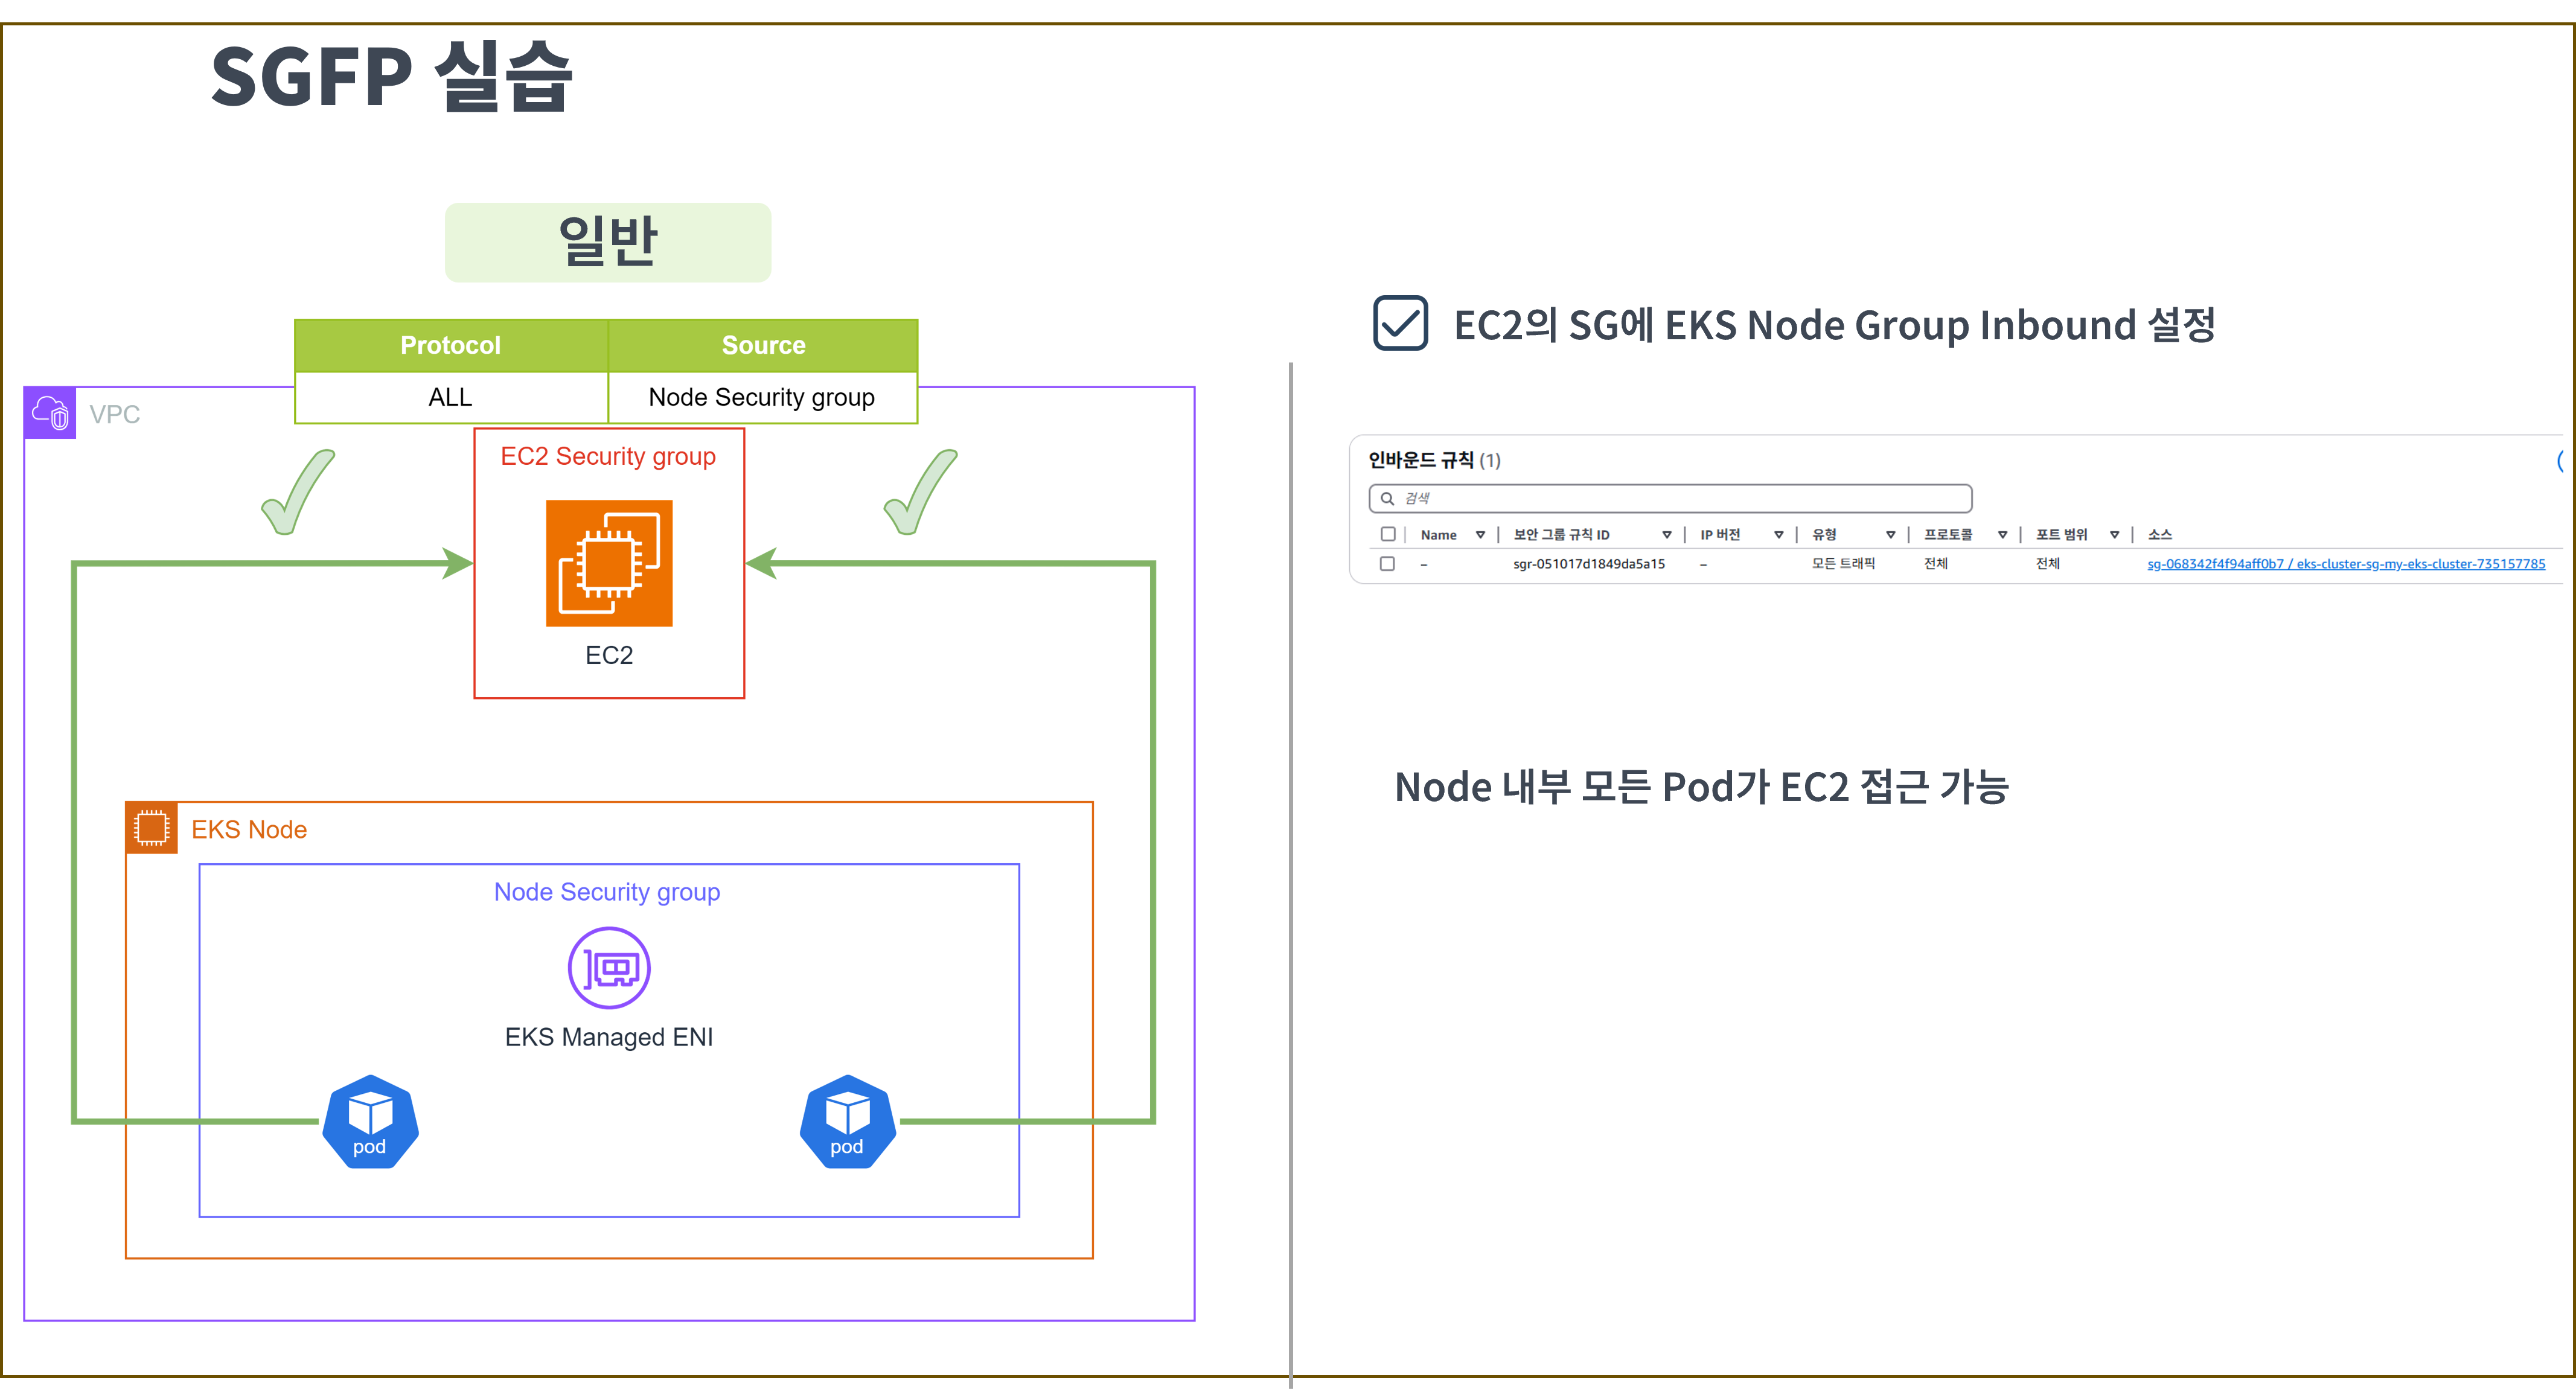 SGFP 실습
일반
Protocol Source
ALL Node Security group
VPC
EC2 Security group
EC2
EKS Node
Node Security group
EKS Managed ENI
pod pod
EC2의 SG에 EKS Node Group Inbound 설정
인바운드 규칙 (1)
검색
Name 보안 그룹 규칙 ID IP 버전 유형 프로토콜 포트 범위 소스
– sgr-051017d1849da5a15 – 모든 트래픽 전체 전체 sg-068342f4f94aff0b7 / eks-cluster-sg-my-eks-cluster-735157785
Node 내부 모든 Pod가 EC2 접근 가능